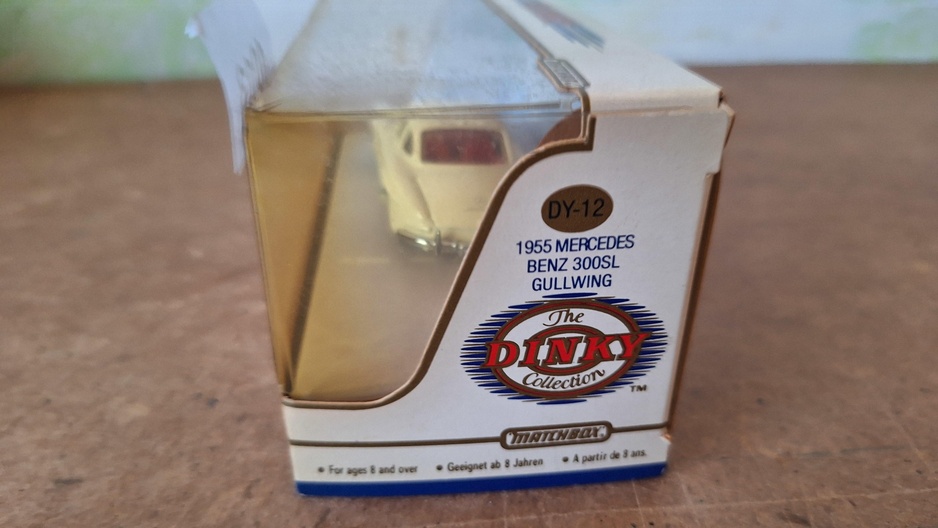 DY-12
1955 MERCEDES
BENZ 300SL
GULLWING
The
DINKY
Collection
TM
MATCHBOX
• For ages 8 and over • Geeignet ab 8 Jahren • A partir de 8 ans.